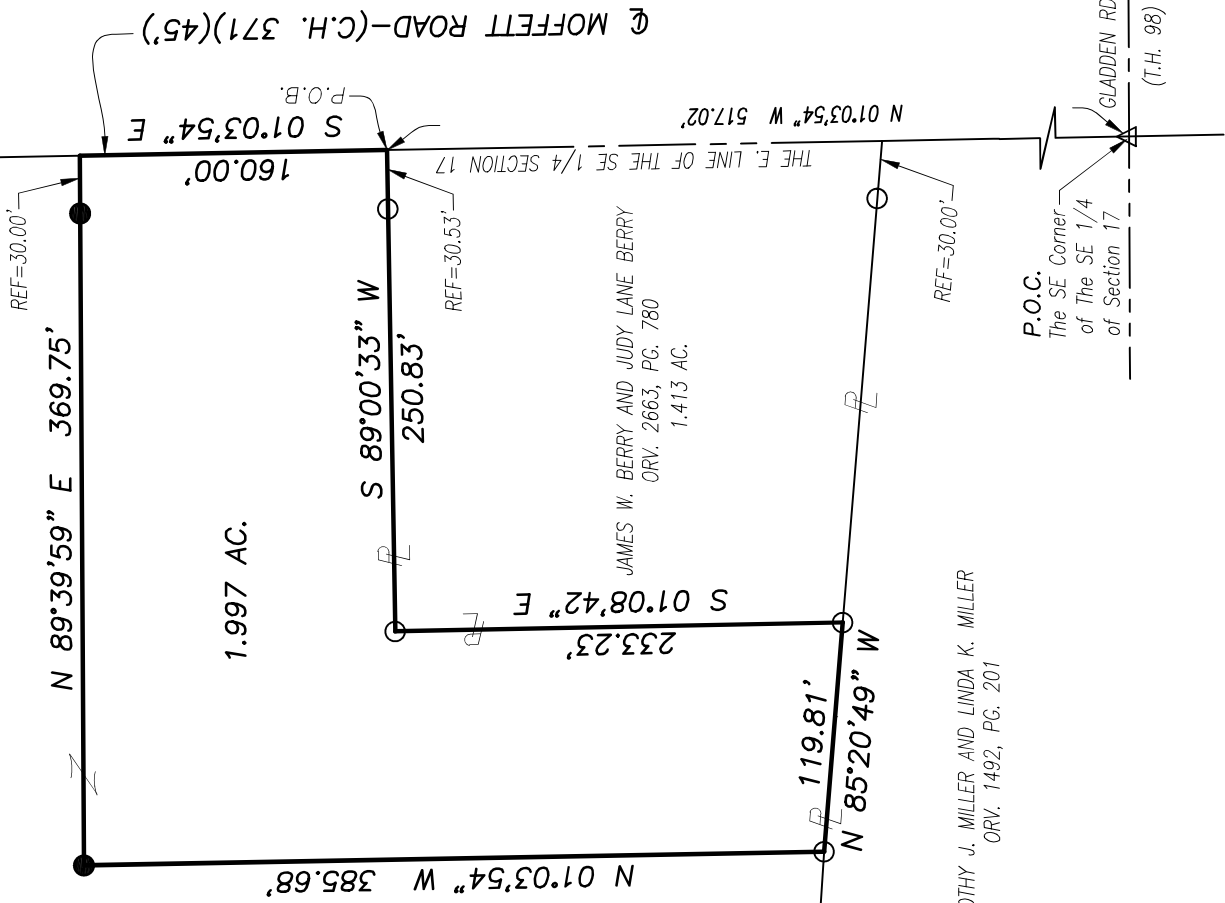 ℄ MOFFETT ROAD-(C.H. 371)(45')
P.O.B.
S 01°03'54" E
160.00'
REF=30.00'
N 89°39'59" E 369.75'
1.997 AC.
S 89°00'33" W
250.83'
REF=30.53'
N 01°03'54" W 517.02'
THE E. LINE OF THE SE 1/4 SECTION 17
JAMES W. BERRY AND JUDY LANE BERRY
ORV. 2663, PG. 780
1.413 AC.
REF=30.00'
GLADDEN RD
(T.H. 98)
P.O.C.
The SE Corner
of The SE 1/4
of Section 17
PL
PL
PL
S 01°08'42" E
233.23'
119.81'
N 85°20'49" W
PL
N 01°03'54" W 385.68'
OTHY J. MILLER AND LINDA K. MILLER
ORV. 1492, PG. 201